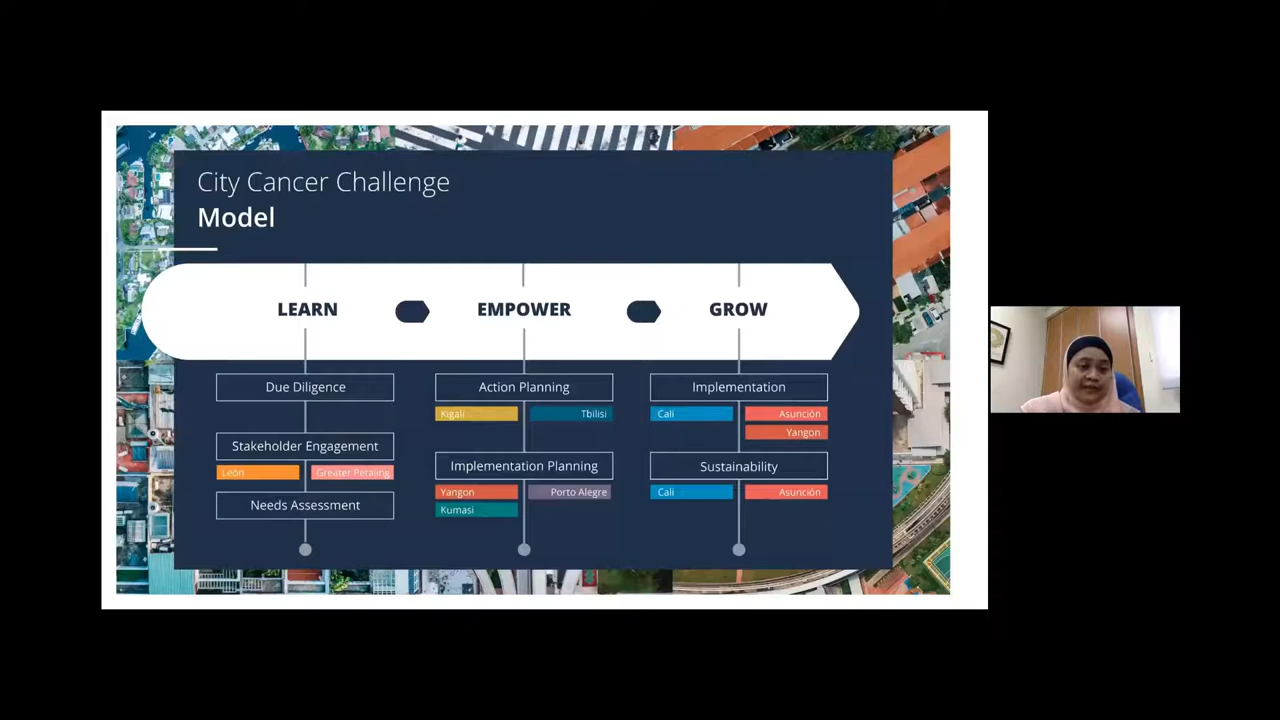 City Cancer Challenge
Model
LEARN
EMPOWER
GROW
Due Diligence
Stakeholder Engagement
León
Greater Petaling
Needs Assessment
Action Planning
Kigali
Tbilisi
Implementation Planning
Yangon
Porto Alegre
Kumasi
Implementation
Cali
Asunción
Yangon
Sustainability
Cali
Asunción